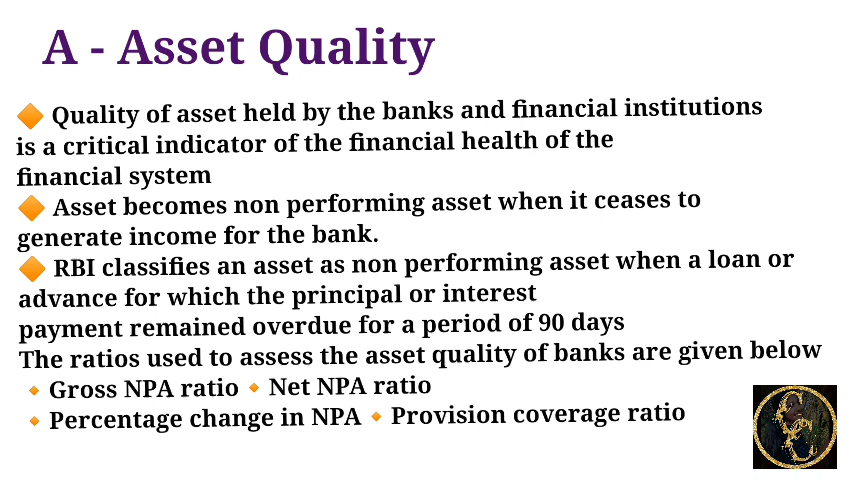 A - Asset Quality
🔶 Quality of asset held by the banks and financial institutions
is a critical indicator of the financial health of the
financial system
🔶 Asset becomes non performing asset when it ceases to
generate income for the bank.
🔶 RBI classifies an asset as non performing asset when a loan or
advance for which the principal or interest
payment remained overdue for a period of 90 days
The ratios used to assess the asset quality of banks are given below
🔸Gross NPA ratio🔸Net NPA ratio
🔸Percentage change in NPA🔸Provision coverage ratio